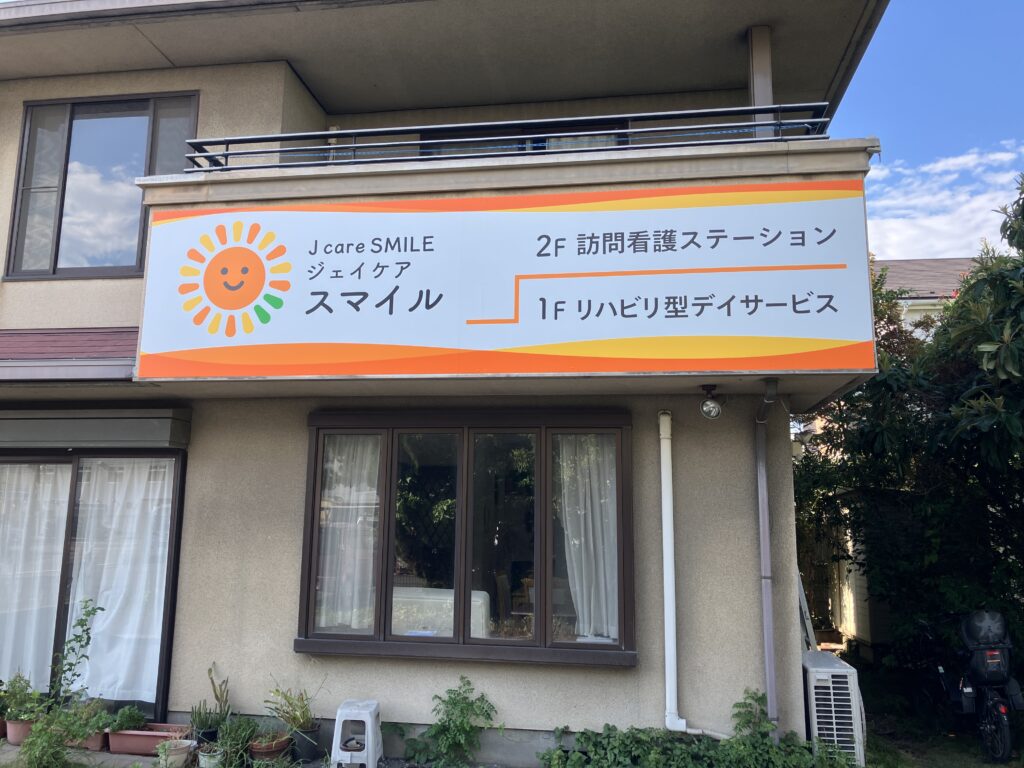 J care SMILE
ジェイケア
スマイル
2F 訪問看護ステーション
1F リハビリ型デイサービス